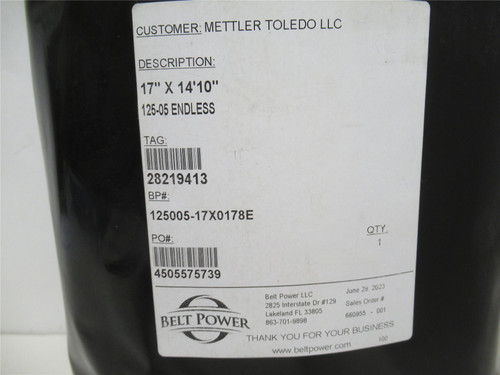 CUSTOMER: METTLER TOLEDO LLC
DESCRIPTION:
17" X 14'10"
125-05 ENDLESS
TAG:
28219413
BP#:
125005-17X0178E
QTY.
1
PO#:
4505575739
BELT POWER
Belt Power LLC
2825 Interstate Dr #129
Lakeland FL 33805
863-701-9898
June 29, 2023
Sales Order #
660955 - 001
THANK YOU FOR YOUR BUSINESS
www.beltpower.com
102